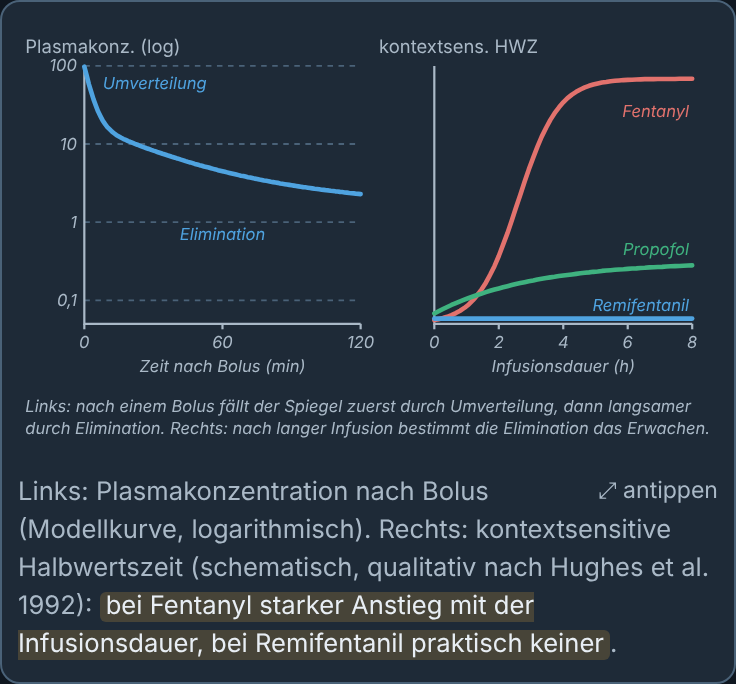 Plasmakonz. (log)
100
Umverteilung
10
1
Elimination
0,1
0 60 120
Zeit nach Bolus (min)
kontextsens. HWZ
Fentanyl
Propofol
Remifentanil
0 2 4 6 8
Infusionsdauer (h)
Links: nach einem Bolus fällt der Spiegel zuerst durch Umverteilung, dann langsamer
durch Elimination. Rechts: nach langer Infusion bestimmt die Elimination das Erwachen.
Links: Plasmakonzentration nach Bolus
⤢ antippen
(Modellkurve, logarithmisch). Rechts: kontextsensitive
Halbwertszeit (schematisch, qualitativ nach Hughes et al.
1992): bei Fentanyl starker Anstieg mit der
Infusionsdauer, bei Remifentanil praktisch keiner.